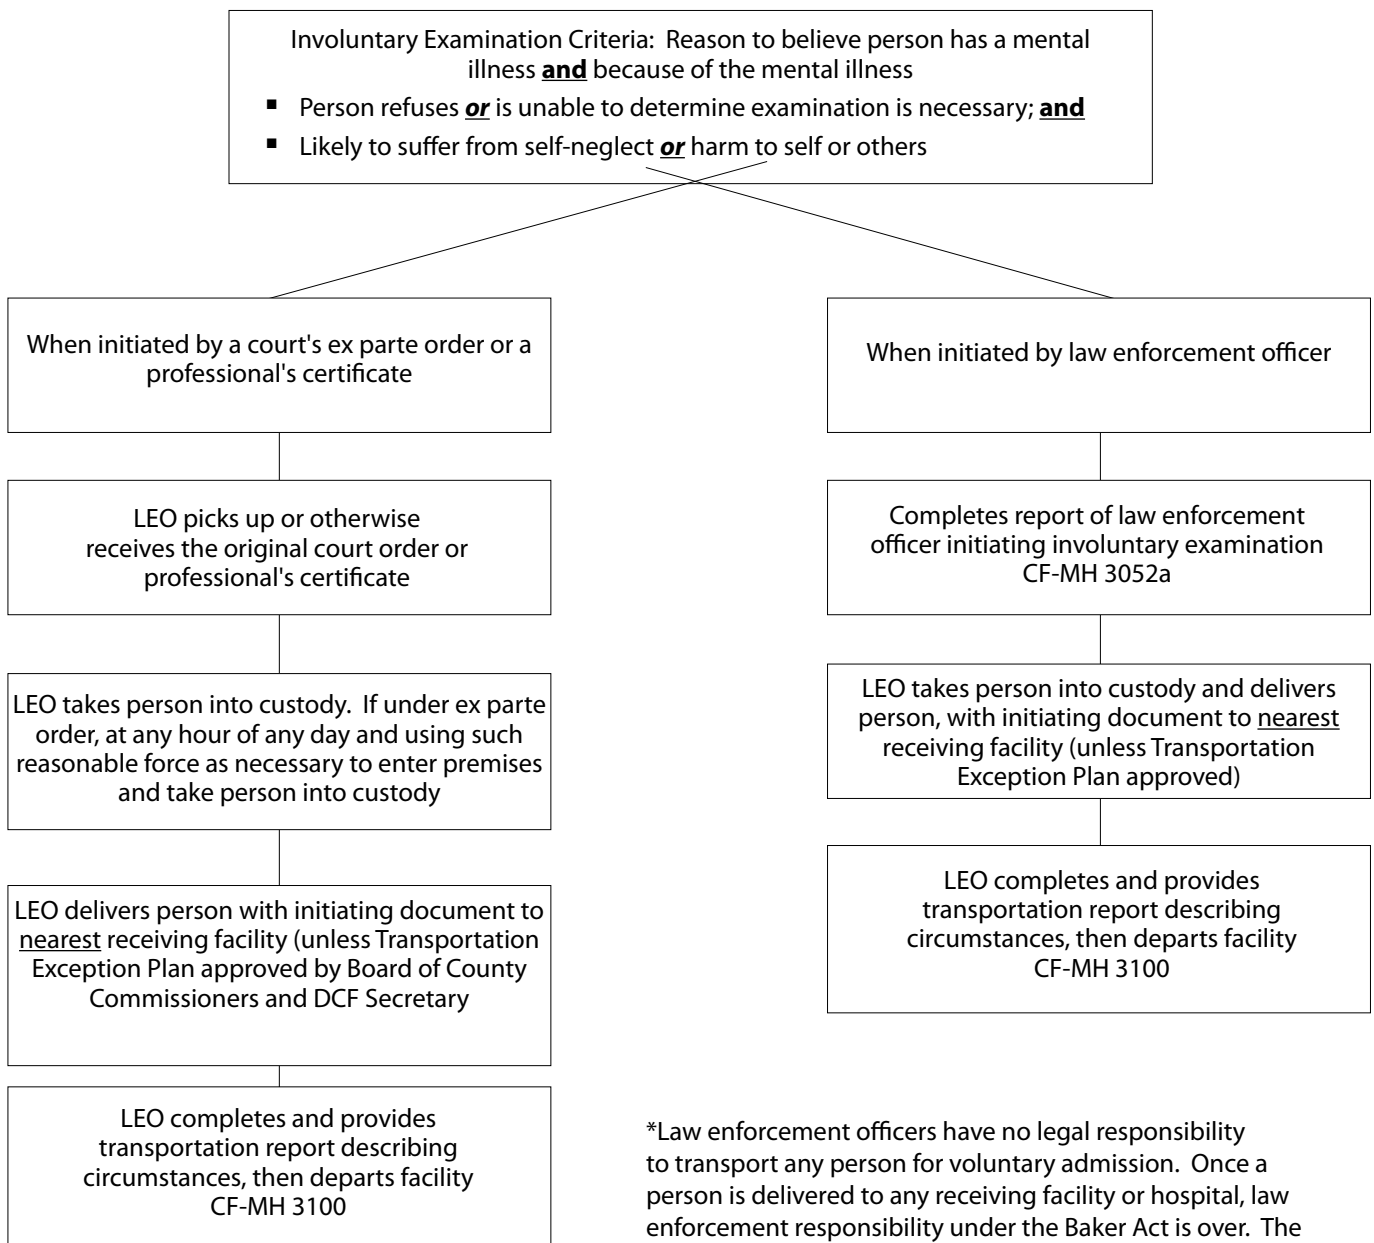 Involuntary Examination Criteria: Reason to believe person has a mental
illness and because of the mental illness
▪ Person refuses or is unable to determine examination is necessary; and
▪ Likely to suffer from self-neglect or harm to self or others
When initiated by a court's ex parte order or a
professional's certificate
LEO picks up or otherwise
receives the original court order or
professional's certificate
LEO takes person into custody. If under ex parte
order, at any hour of any day and using such
reasonable force as necessary to enter premises
and take person into custody
LEO delivers person with initiating document to
nearest receiving facility (unless Transportation
Exception Plan approved by Board of County
Commissioners and DCF Secretary
LEO completes and provides
transportation report describing
circumstances, then departs facility
CF-MH 3100
When initiated by law enforcement officer
Completes report of law enforcement
officer initiating involuntary examination
CF-MH 3052a
LEO takes person into custody and delivers
person, with initiating document to nearest
receiving facility (unless Transportation
Exception Plan approved)
LEO completes and provides
transportation report describing
circumstances, then departs facility
CF-MH 3100
*Law enforcement officers have no legal responsibility
to transport any person for voluntary admission. Once a
person is delivered to any receiving facility or hospital, law
enforcement responsibility under the Baker Act is over. The